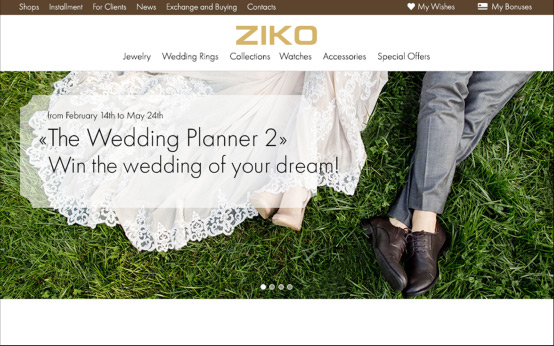 Shops Installment For Clients News Exchange and Buying Contacts My Wishes My Bonuses
ZIKO
Jewelry Wedding Rings Collections Watches Accessories Special Offers
from February 14th to May 24th
«The Wedding Planner 2»
Win the wedding of your dream!